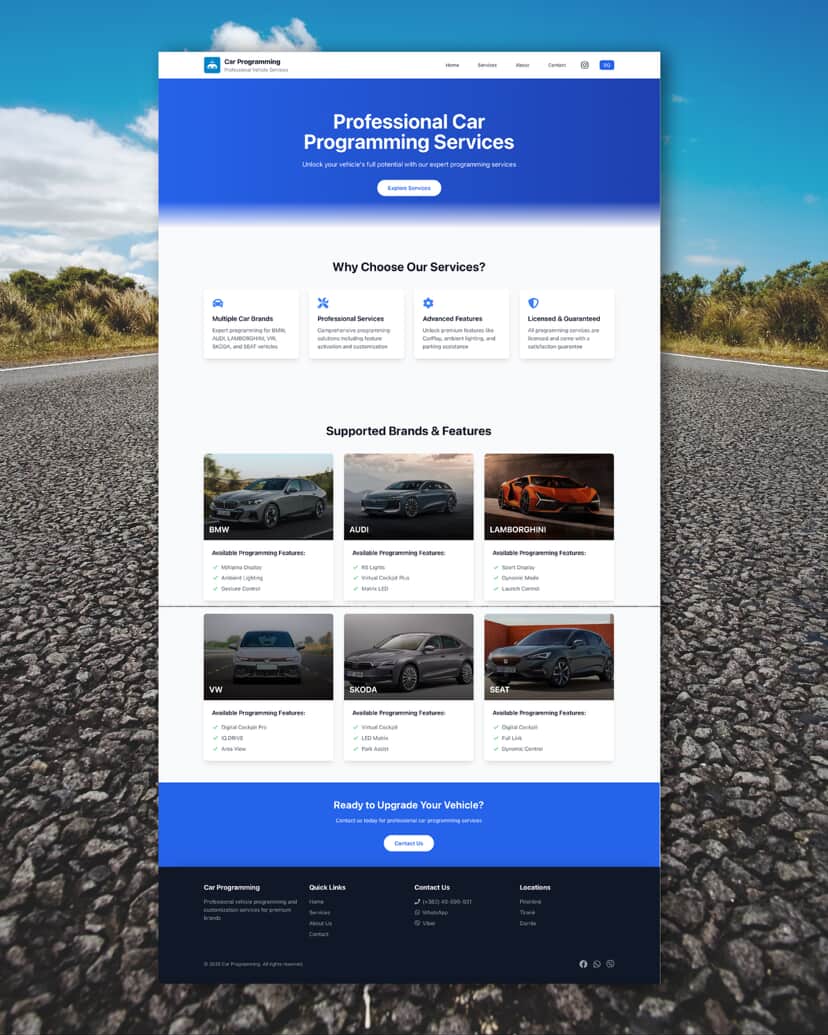 Car Programming
Professional Vehicle Services
Home
Services
About
Contact
SQ
Professional Car
Programming Services
Unlock your vehicle's full potential with our expert programming services
Explore Services
Why Choose Our Services?
Multiple Car Brands
Expert programming for BMW,
AUDI, LAMBORGHINI, VW,
SKODA, and SEAT vehicles
Professional Services
Comprehensive programming
solutions including feature
activation and customization
Advanced Features
Unlock premium features like
CarPlay, ambient lighting, and
parking assistance
Licensed & Guaranteed
All programming services are
licensed and come with a
satisfaction guarantee
Supported Brands & Features
BMW
Available Programming Features:
M/Alpina Display
Ambient Lighting
Gesture Control
AUDI
Available Programming Features:
RS Lights
Virtual Cockpit Plus
Matrix LED
LAMBORGHINI
Available Programming Features:
Sport Display
Dynamic Mode
Launch Control
VW
Available Programming Features:
Digital Cockpit Pro
IQ.DRIVE
Area View
SKODA
Available Programming Features:
Virtual Cockpit
LED Matrix
Park Assist
SEAT
Available Programming Features:
Digital Cockpit
Full Link
Dynamic Control
Ready to Upgrade Your Vehicle?
Contact us today for professional car programming services
Contact Us
Car Programming
Professional vehicle programming and
customization services for premium
brands
Quick Links
Home
Services
About Us
Contact
Contact Us
WhatsApp
Viber
Locations
Prishtinë
Tiranë
Durrës
Car Programming. All rights reserved.